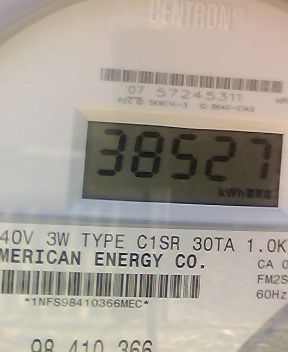 CENTRON®
07 57245311
38527
kWh
40V 3W TYPE C1SR 30TA 1.0K
MERICAN ENERGY CO.
CA 0
FM2S
*1NFS98410366MEC*
60Hz
98 410 366